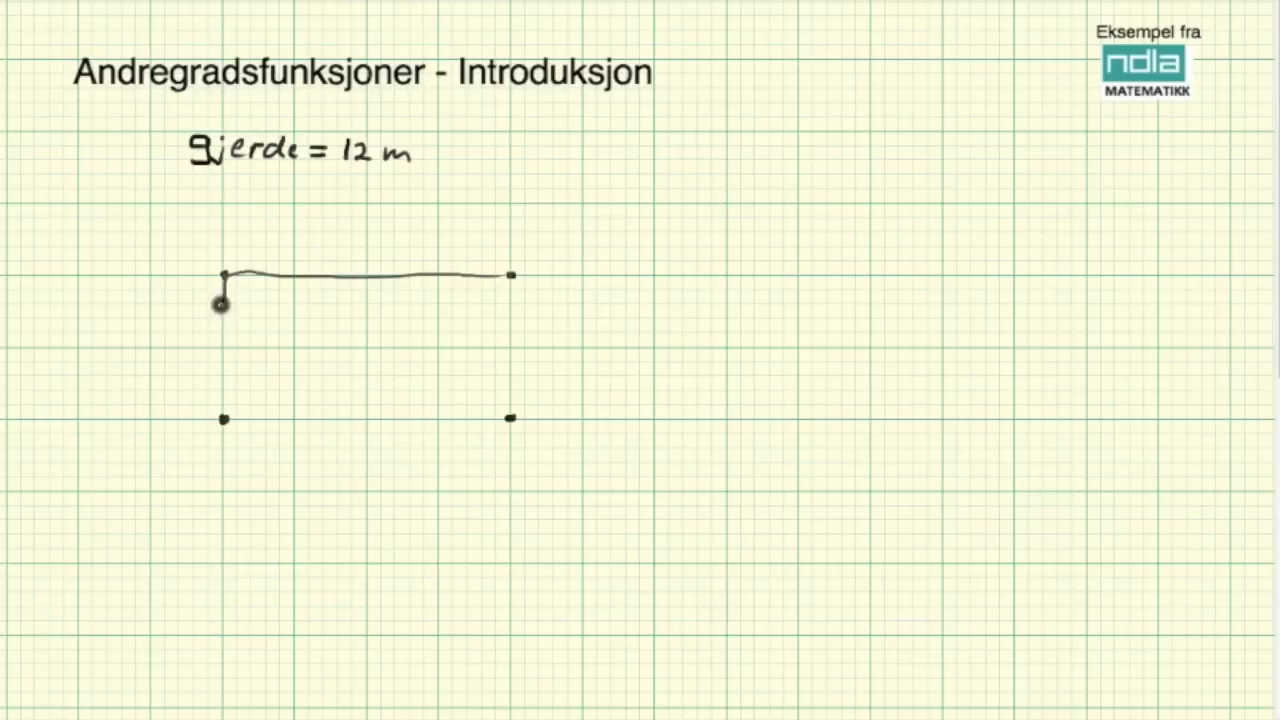 Eksempel fra
ndla
MATEMATIKK
Andregradsfunksjoner - Introduksjon
gjerde = 12 m